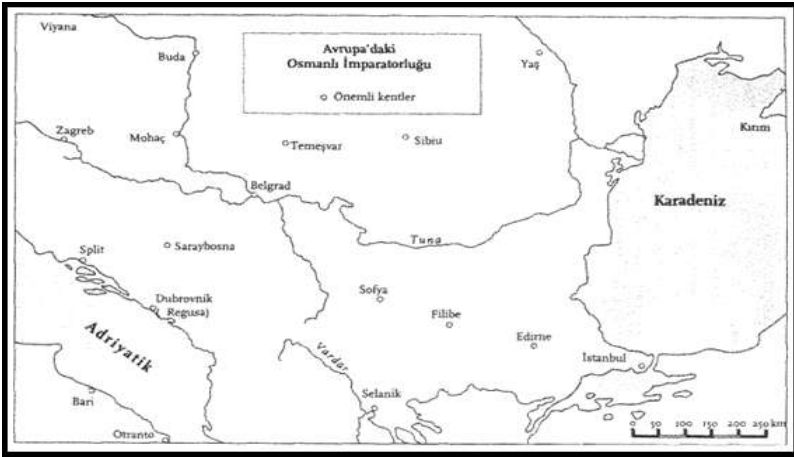 Viyana
Buda
Avrupa'daki
Osmanlı İmparatorluğu
Önemli kentler
Yaş
Kırım
Zagreb
Mohaç
Temeşvar
Sibiu
Belgrad
Karadeniz
Tuna
Split
Saraybosna
Dubrovnik
Regusa)
Sofya
Filibe
Edirne
Adriyatik
Vardar
İstanbul
Selanik
Bari
Otranto
0 50 100 150 200 250 km